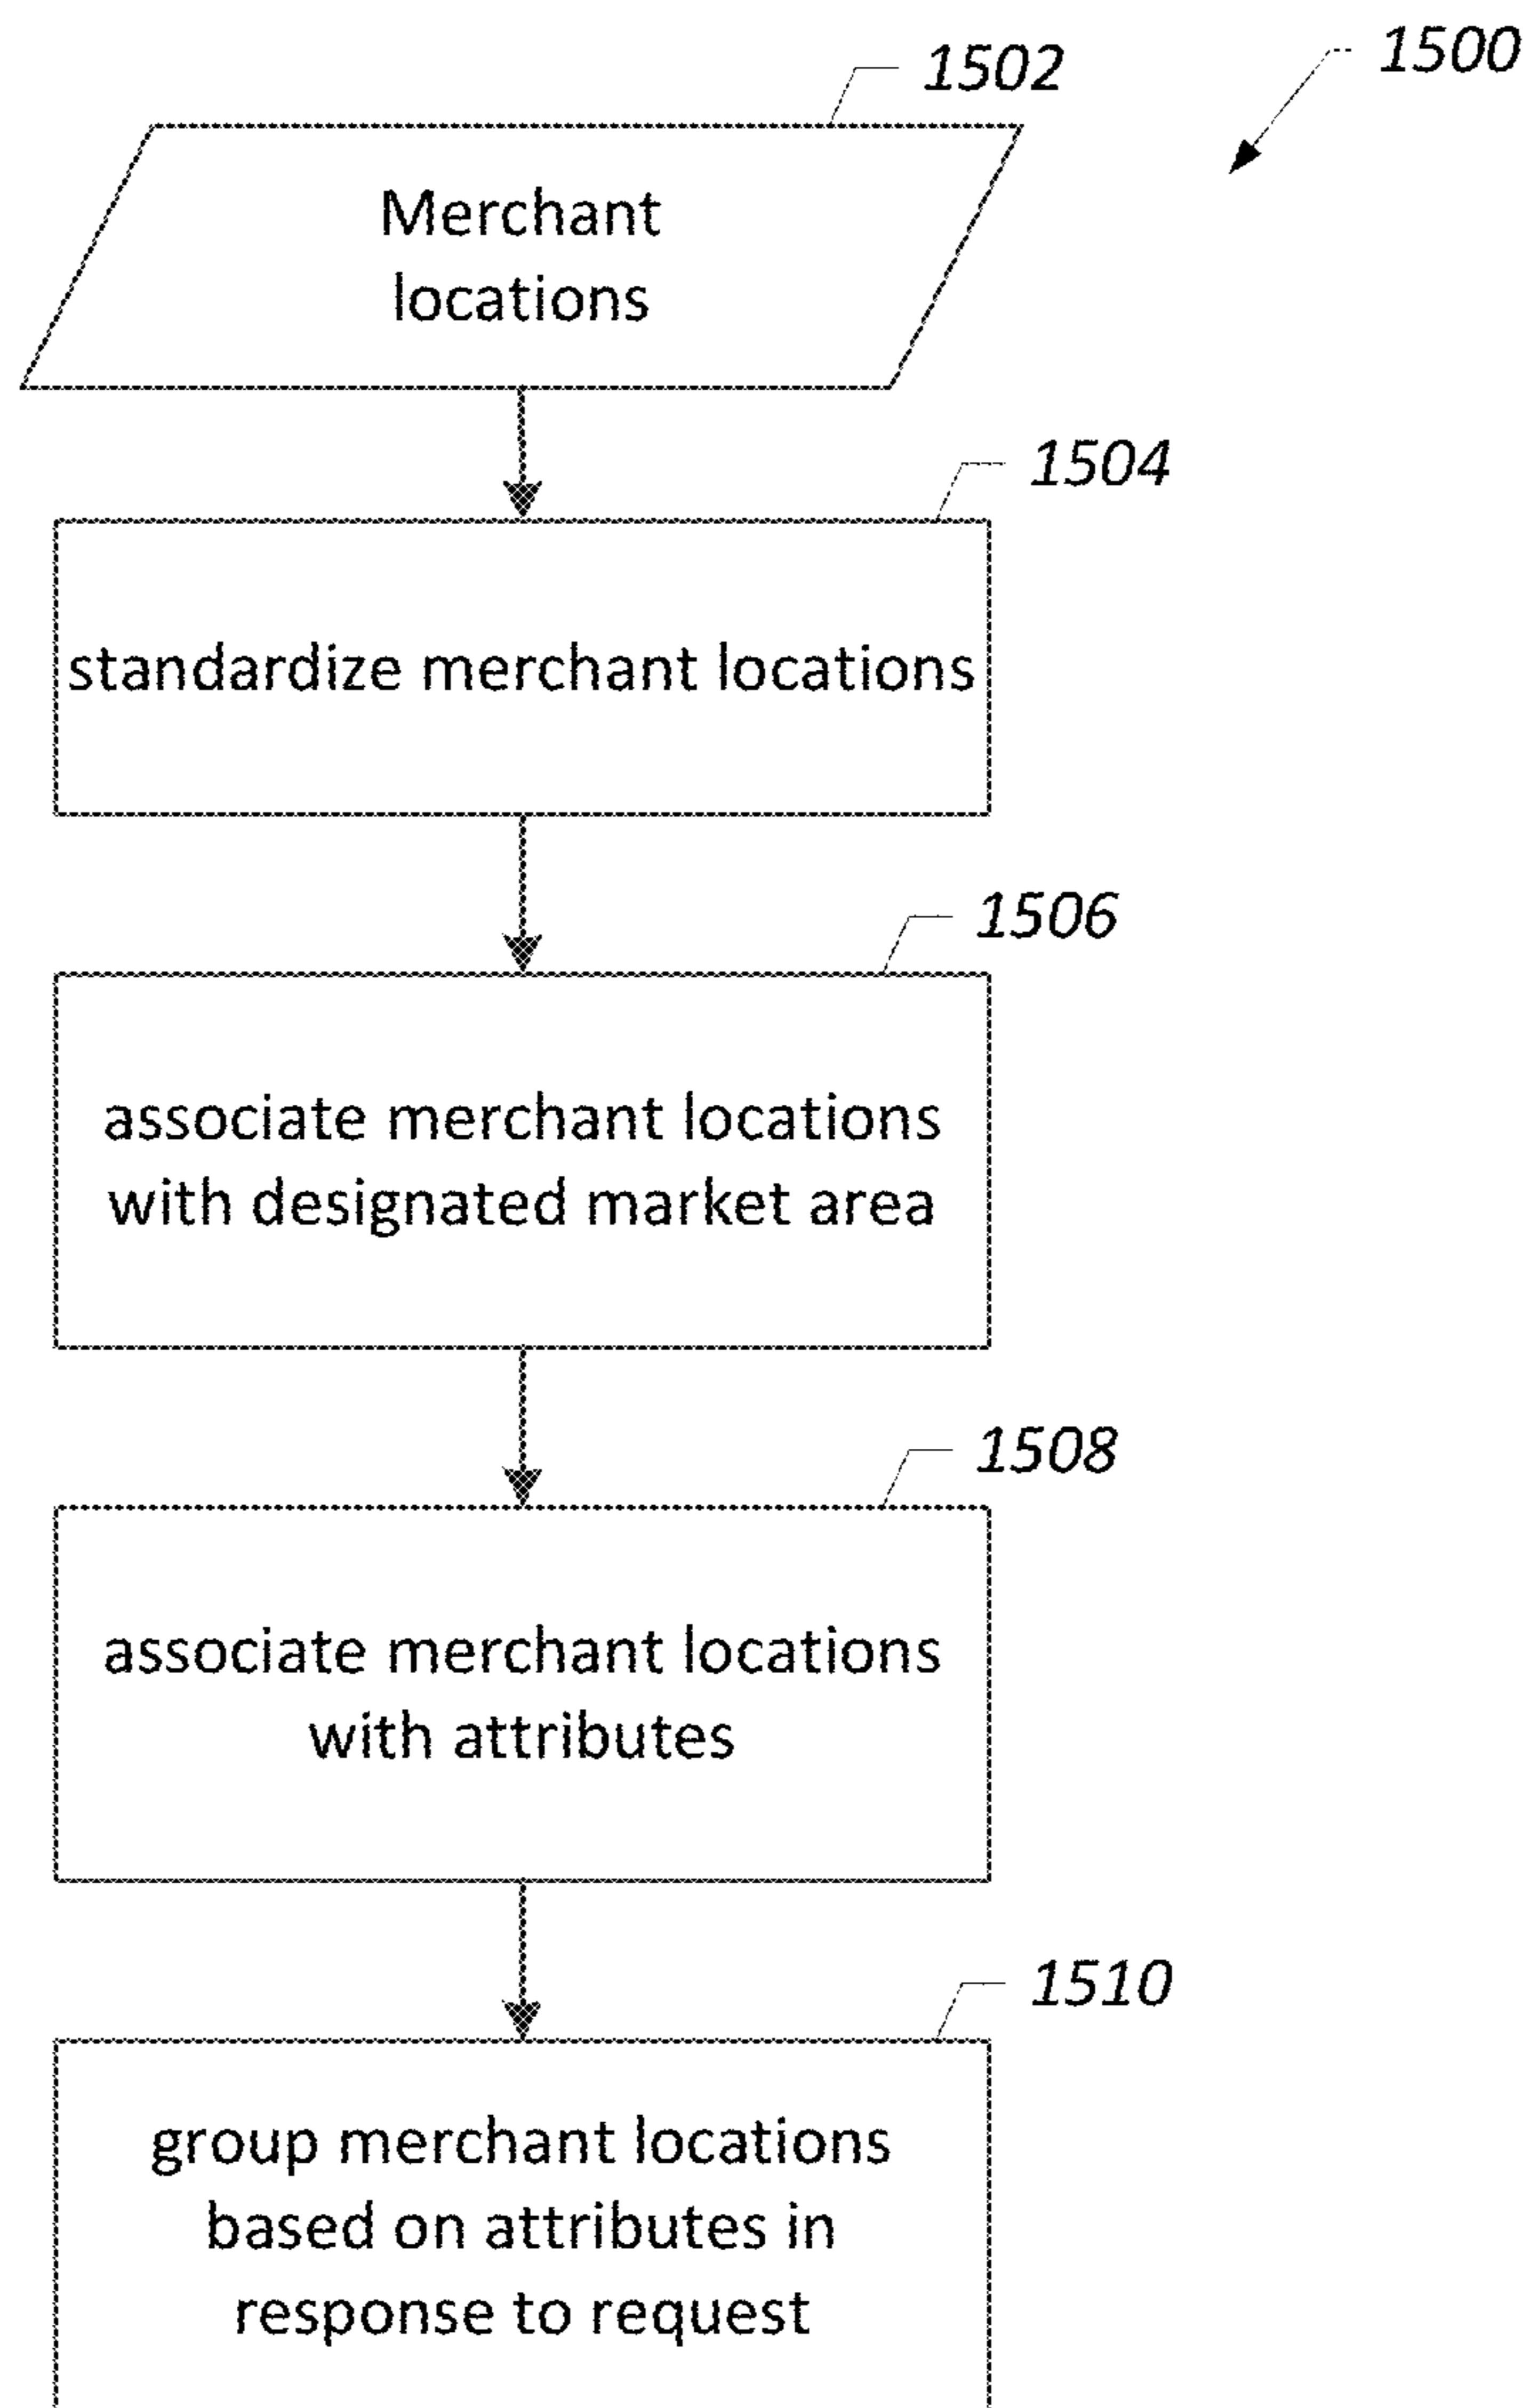 1500
1502
Merchant
locations
1504
standardize merchant locations
1506
associate merchant locations
with designated market area
1508
associate merchant locations
with attributes
1510
group merchant locations
based on attributes in
response to request